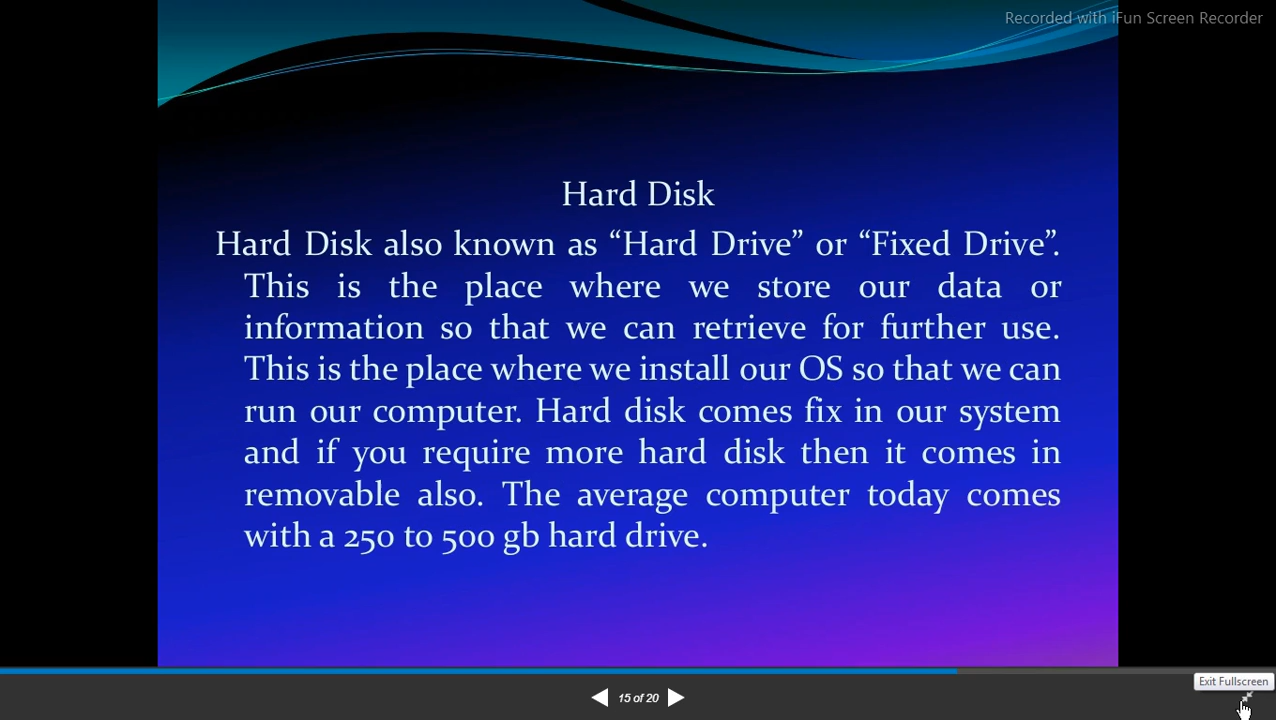 Recorded with iFun Screen Recorder
Hard Disk
Hard Disk also known as “Hard Drive” or “Fixed Drive”.
This is the place where we store our data or
information so that we can retrieve for further use.
This is the place where we install our OS so that we can
run our computer. Hard disk comes fix in our system
and if you require more hard disk then it comes in
removable also. The average computer today comes
with a 250 to 500 gb hard drive.
Exit Fullscreen
15 of 20